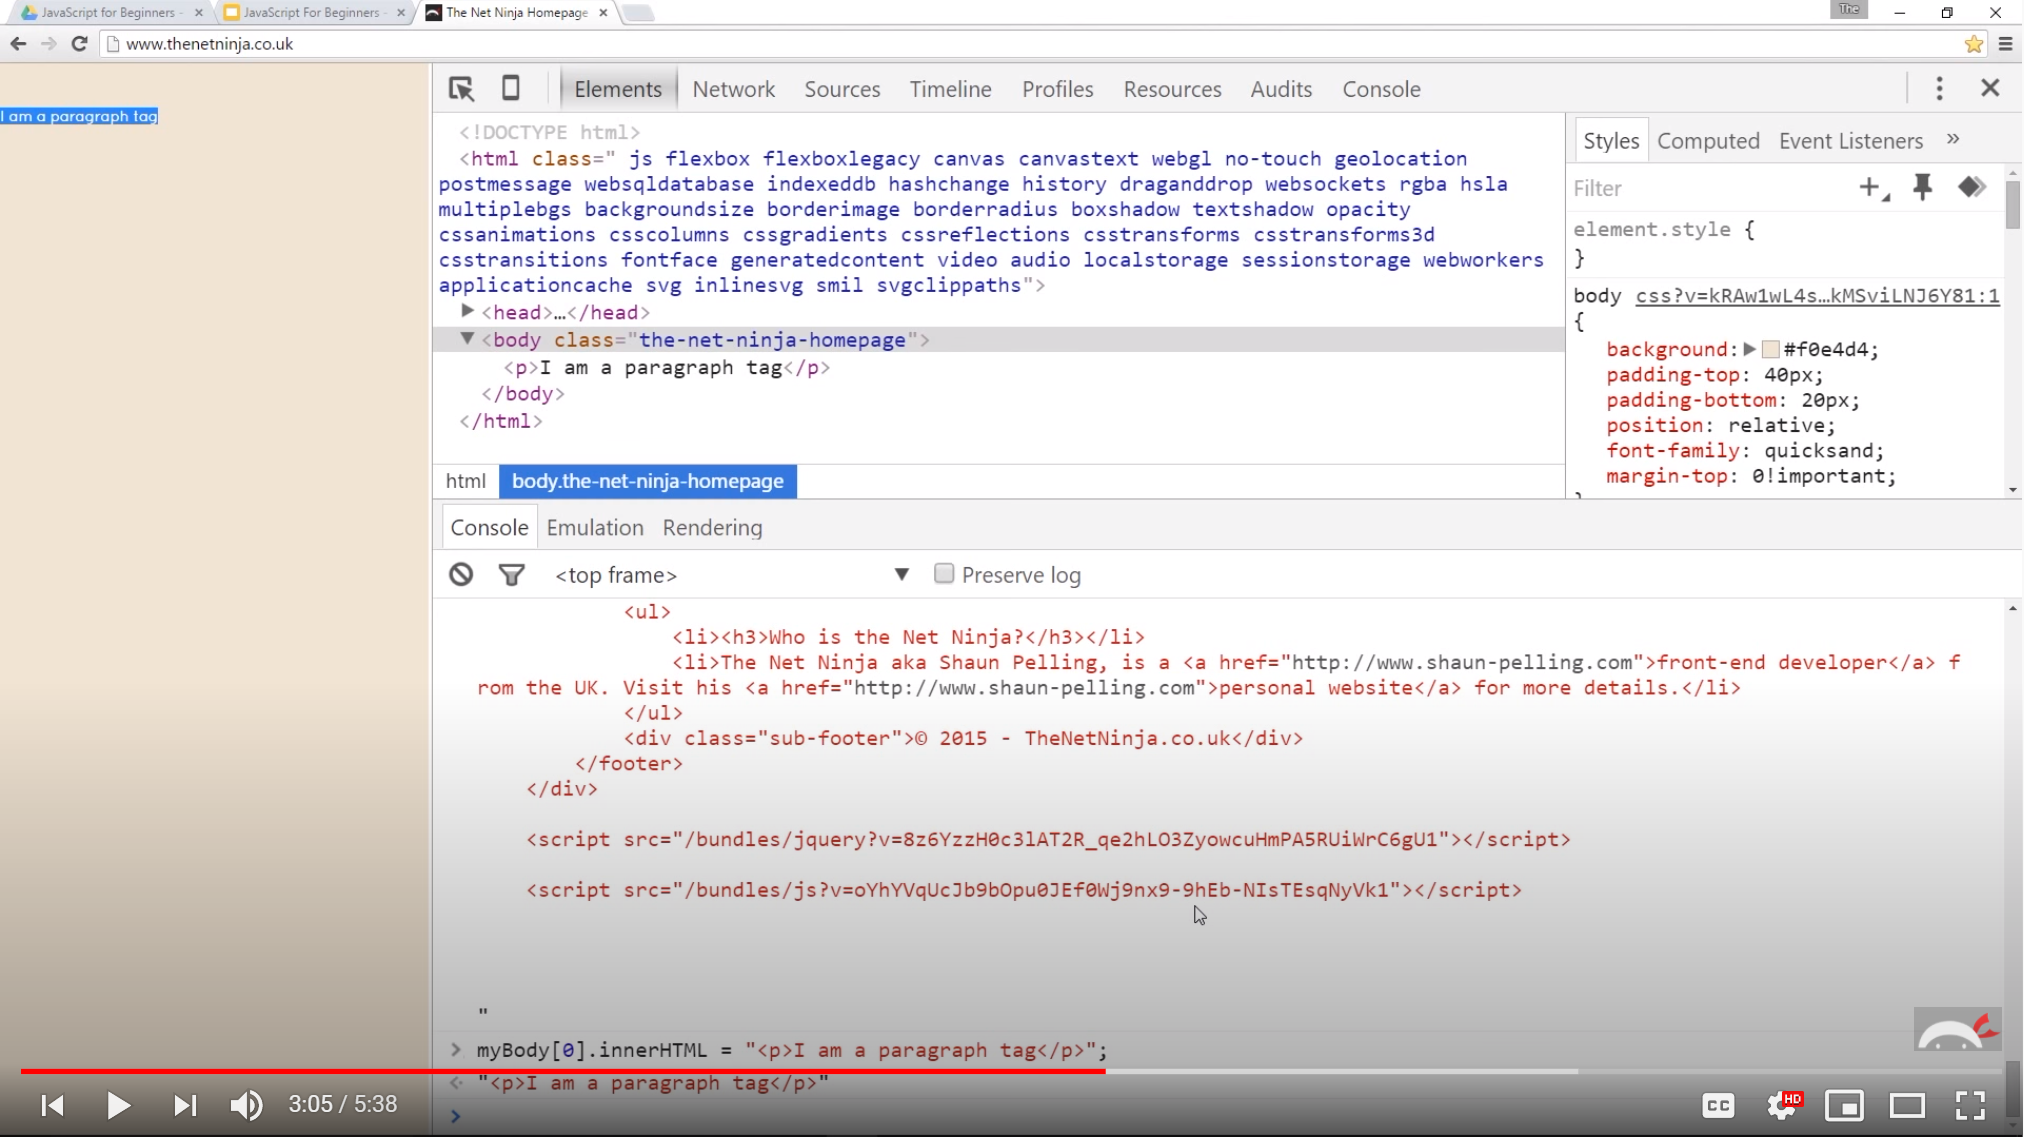 JavaScript for Beginners -
JavaScript For Beginners -
The Net Ninja Homepage
The
www.thenetninja.co.uk
I am a paragraph tag
Elements Network Sources Timeline Profiles Resources Audits Console
<!DOCTYPE html>
<html class=" js flexbox flexboxlegacy canvas canvastext webgl no-touch geolocation
postmessage websqldatabase indexeddb hashchange history draganddrop websockets rgba hsla
multiplebgs backgroundsize borderimage borderradius boxshadow textshadow opacity
cssanimations csscolumns cssgradients cssreflections csstransforms csstransforms3d
csstransitions fontface generatedcontent video audio localstorage sessionstorage webworkers
applicationcache svg inlinesvg smil svgclippaths">
<head>…</head>
<body class="the-net-ninja-homepage">
<p>I am a paragraph tag</p>
</body>
</html>
html body.the-net-ninja-homepage
Styles Computed Event Listeners »
Filter
element.style {
}
body css?v=kRAw1wL4s…kMSviLNJ6Y81:1
{
background: #f0e4d4;
padding-top: 40px;
padding-bottom: 20px;
position: relative;
font-family: quicksand;
margin-top: 0!important;
}
Console Emulation Rendering
<top frame> Preserve log
<ul>
<li><h3>Who is the Net Ninja?</h3></li>
<li>The Net Ninja aka Shaun Pelling, is a <a href="http://www.shaun-pelling.com">front-end developer</a> f
rom the UK. Visit his <a href="http://www.shaun-pelling.com">personal website</a> for more details.</li>
</ul>
<div class="sub-footer">© 2015 - TheNetNinja.co.uk</div>
</footer>
</div>
<script src="/bundles/jquery?v=8z6YzzH0c3lAT2R_qe2hLO3ZyowcuHmPA5RUiWrC6gU1"></script>
<script src="/bundles/js?v=oYhYVqUcJb9bOpu0JEf0Wj9nx9-9hEb-NIsTEsqNyVk1"></script>
"
> myBody[0].innerHTML = "<p>I am a paragraph tag</p>";
"<p>I am a paragraph tag</p>"
>
3:05 / 5:38
CC
HD